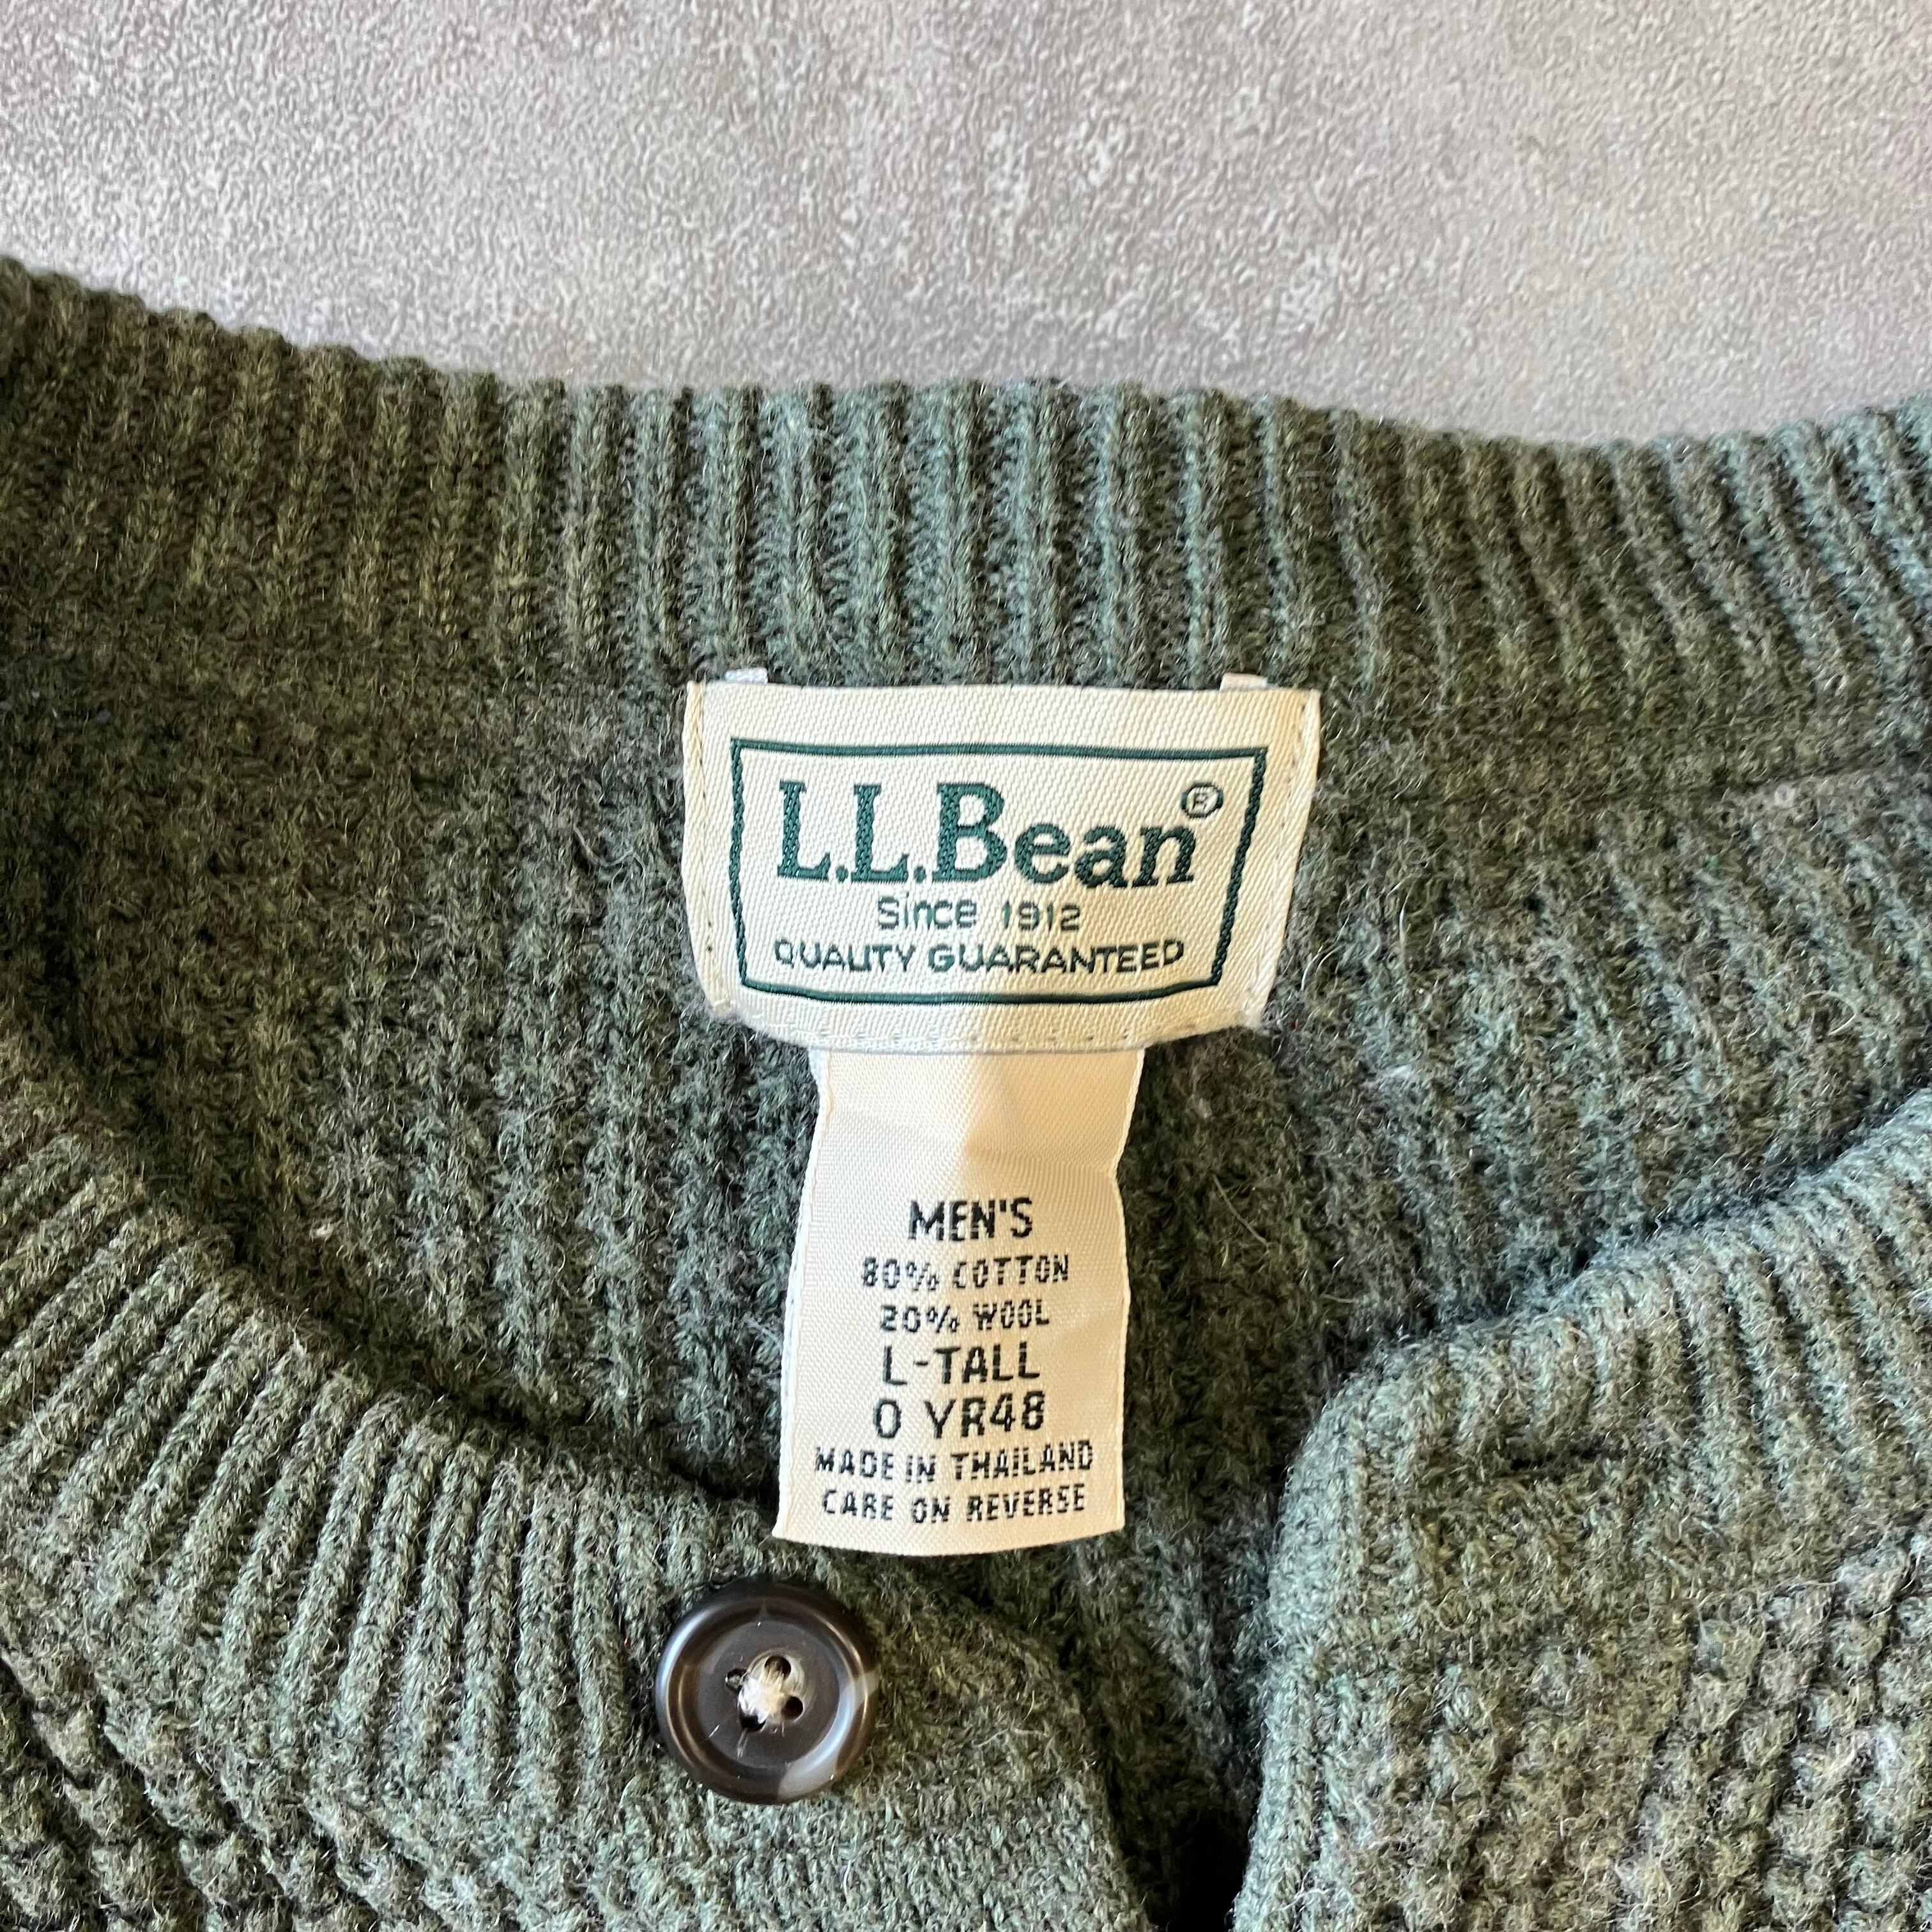 L.L.Bean®
Since 1912
QUALITY GUARANTEED
MEN'S
80% COTTON
20% WOOL
L-TALL
0 YR48
MADE IN THAILAND
CARE ON REVERSE